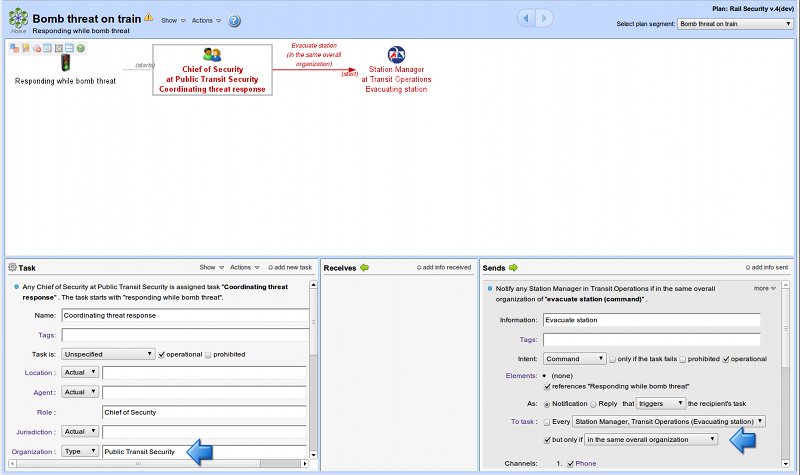 Bomb threat on train
Show
Actions
?
Plan: Rail Security v.4(dev)
Home
Responding while bomb threat
Select plan segment:
Bomb threat on train
Responding while bomb threat
(starts)
Chief of Security
at Public Transit Security
Coordinating threat response
Evacuate station
(in the same overall
organization)
(start)
Station Manager
at Transit Operations
Evacuating station
Task
Show
Actions
add new task
Any Chief of Security at Public Transit Security is assigned task "Coordinating threat
response" . The task starts with "responding while bomb threat".
Name:
Coordinating threat response
Tags:
Task is:
Unspecified
operational
prohibited
Location :
Actual
Agent :
Actual
Role :
Chief of Security
Jurisdiction :
Actual
Organization :
Type
Public Transit Security
Receives
add info received
Sends
add info sent
Notify any Station Manager in Transit Operations if in the same overall
organization of "evacuate station (command)" .
more
Information:
Evacuate station
Tags:
Intent:
Command
only if the task fails
prohibited
operational
Elements:
(none)
references "Responding while bomb threat"
As:
Notification
Reply
that
triggers
the recipient's task
To task :
Every
Station Manager, Transit Operations (Evacuating station)
but only if
in the same overall organization
Channels:
1.
Phone